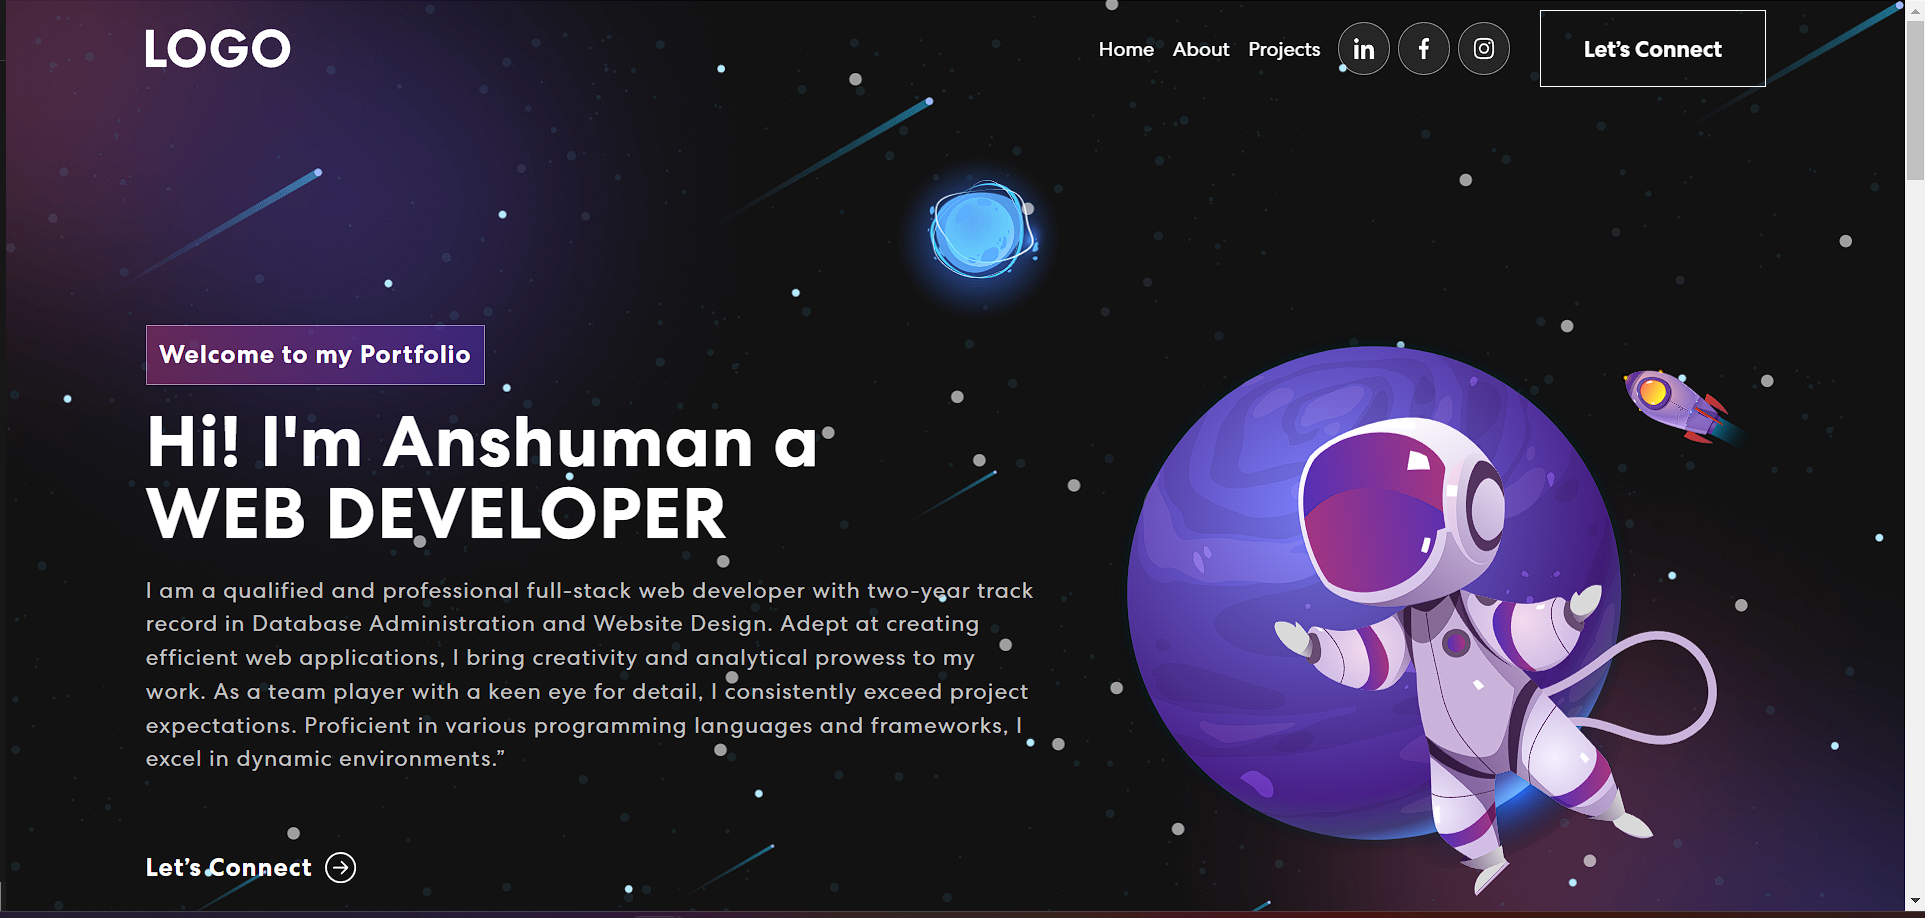 LOGO
Home About Projects in f Let’s Connect
Welcome to my Portfolio
Hi! I'm Anshuman a
WEB DEVELOPER
I am a qualified and professional full-stack web developer with two-year track
record in Database Administration and Website Design. Adept at creating
efficient web applications, I bring creativity and analytical prowess to my
work. As a team player with a keen eye for detail, I consistently exceed project
expectations. Proficient in various programming languages and frameworks, I
excel in dynamic environments.”
Let’s Connect